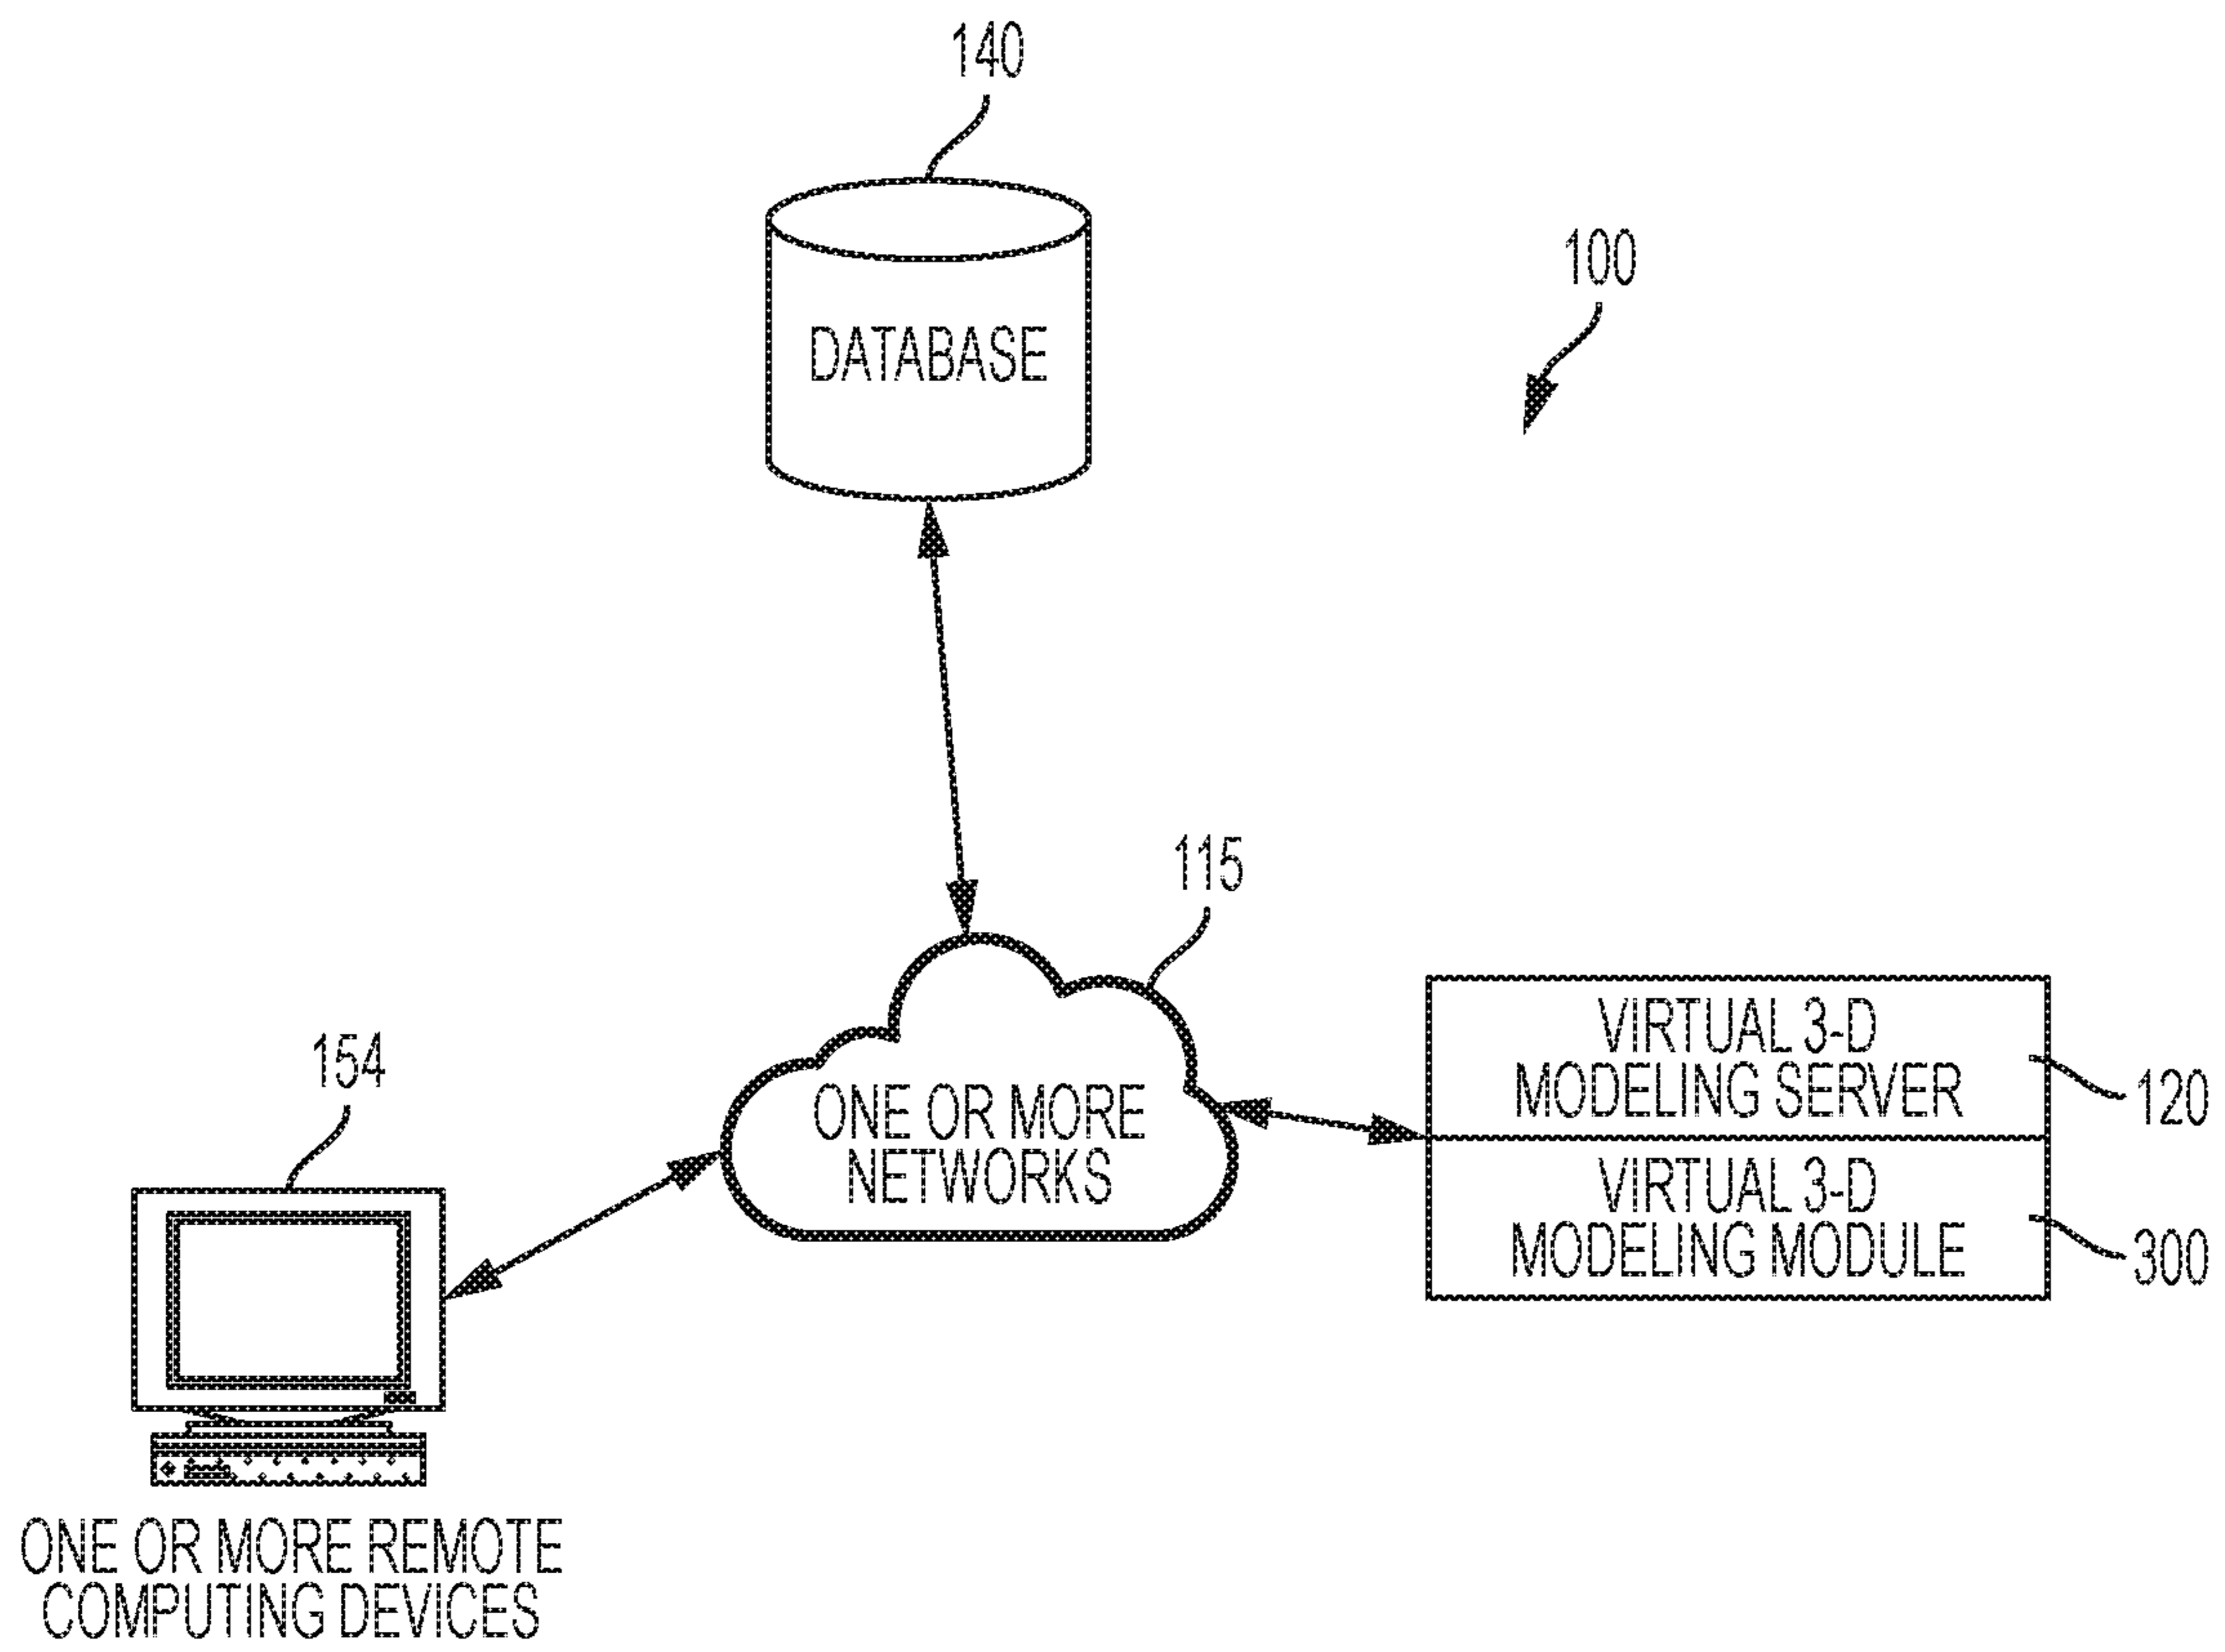 140
100
DATABASE
115
154
ONE OR MORE
NETWORKS
VIRTUAL 3-D
MODELING SERVER
120
VIRTUAL 3-D
MODELING MODULE
300
ONE OR MORE REMOTE
COMPUTING DEVICES